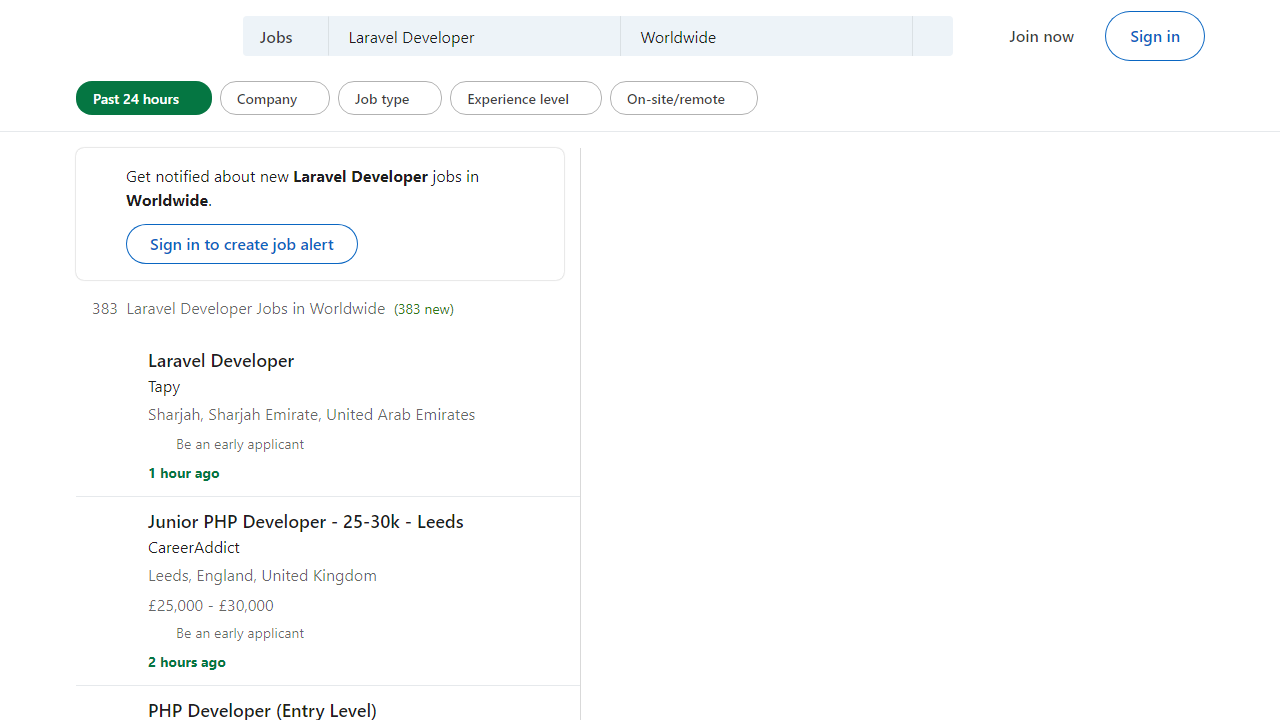 Jobs
Laravel Developer
Worldwide
Join now
Sign in
Past 24 hours
Company
Job type
Experience level
On-site/remote
Get notified about new Laravel Developer jobs in
Worldwide.
Sign in to create job alert
383 Laravel Developer Jobs in Worldwide (383 new)
Laravel Developer
Tapy
Sharjah, Sharjah Emirate, United Arab Emirates
Be an early applicant
1 hour ago
Junior PHP Developer - 25-30k - Leeds
CareerAddict
Leeds, England, United Kingdom
£25,000 - £30,000
Be an early applicant
2 hours ago
PHP Developer (Entry Level)